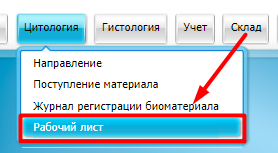 Цитология Гистология Учет Склад
Направление
Поступление материала
Журнал регистрации биоматериала
Рабочий лист